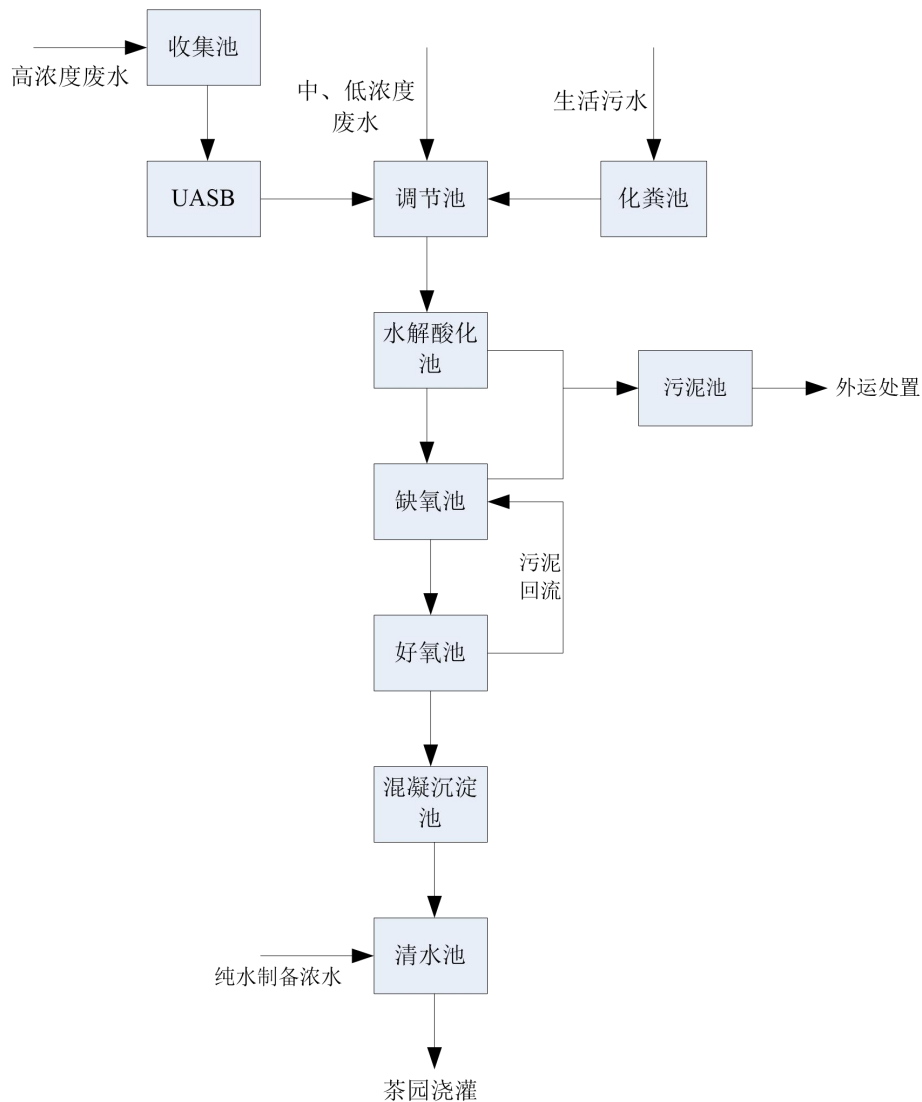 收集池
高浓度废水
中、低浓度
废水
生活污水
UASB
调节池
化粪池
水解酸化
池
污泥池
外运处置
缺氧池
污泥
回流
好氧池
混凝沉淀
池
清水池
纯水制备浓水
茶园浇灌